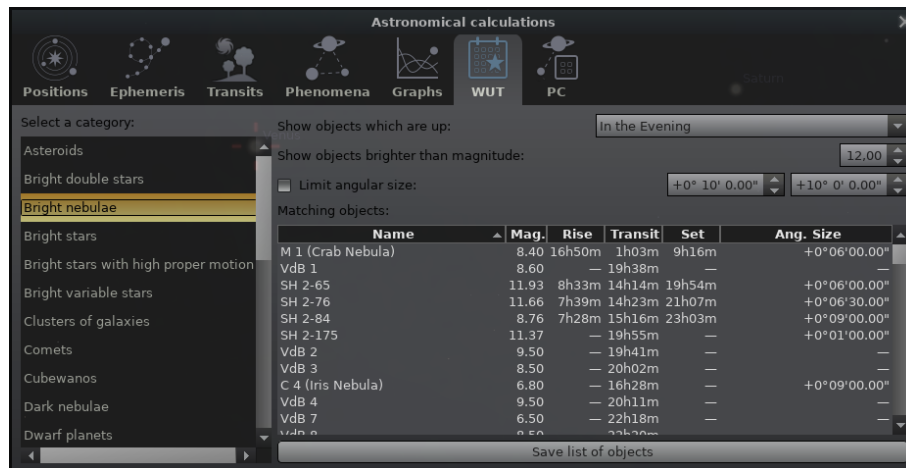 Astronomical calculations
Positions Ephemeris Transits Phenomena Graphs WUT PC
Saturn
Select a category:
Asteroids
Bright double stars
Bright nebulae
Bright stars
Bright stars with high proper motion
Bright variable stars
Clusters of galaxies
Comets
Cubewanos
Dark nebulae
Dwarf planets
Show objects which are up: In the Evening
Show objects brighter than magnitude: 12,00
Limit angular size: +0° 10' 0.00" +10° 0' 0.00"
Matching objects:
Name Mag. Rise Transit Set Ang. Size
M 1 (Crab Nebula) 8.40 16h50m 1h03m 9h16m +0°06'00.00"
VdB 1 8.60 — 19h38m — —
SH 2-65 11.93 8h33m 14h14m 19h54m +0°06'00.00"
SH 2-76 11.66 7h39m 14h23m 21h07m +0°06'30.00"
SH 2-84 8.76 7h28m 15h16m 23h03m +0°09'00.00"
SH 2-175 11.37 — 19h55m — +0°01'00.00"
VdB 2 9.50 — 19h41m — —
VdB 3 8.50 — 20h02m — —
C 4 (Iris Nebula) 6.80 — 16h28m — +0°09'00.00"
VdB 4 9.50 — 20h11m — —
VdB 7 6.50 — 22h18m — —
Save list of objects